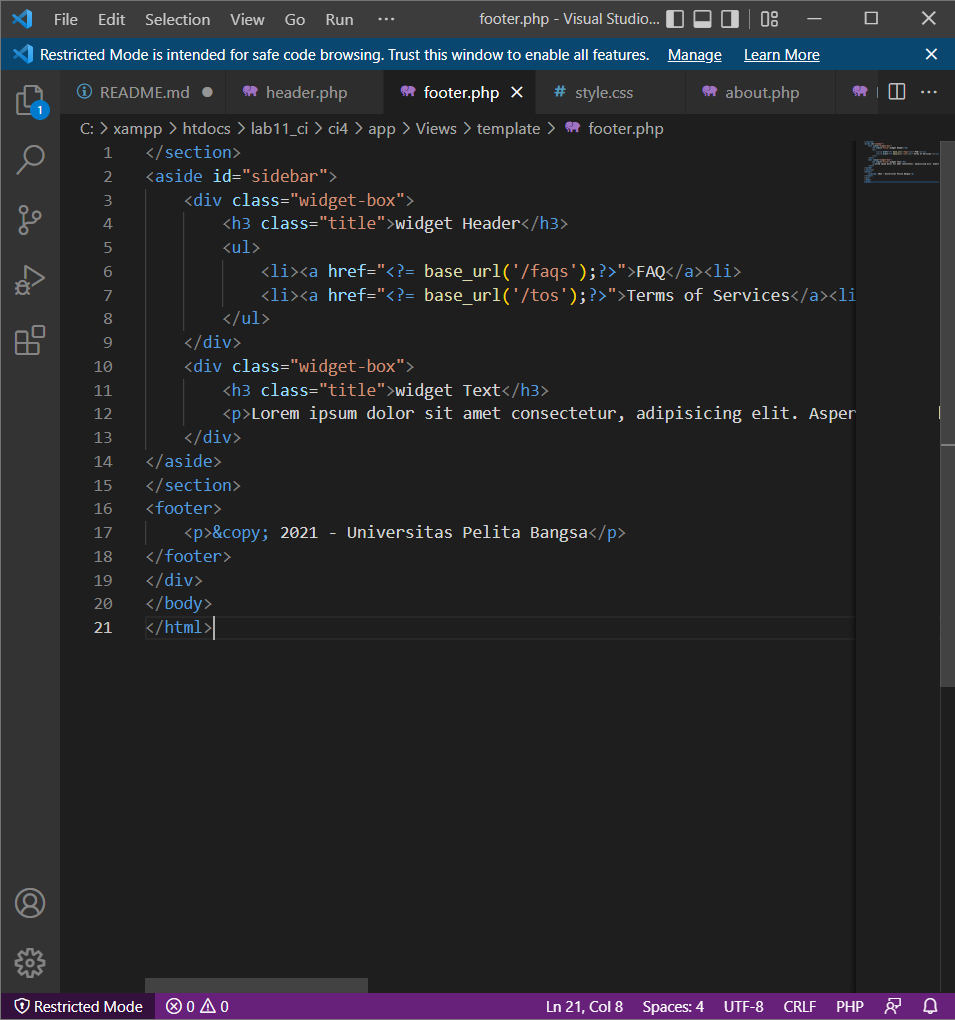 File Edit Selection View Go Run ··· footer.php - Visual Studio...
Restricted Mode is intended for safe code browsing. Trust this window to enable all features. Manage Learn More
1
README.md header.php footer.php style.css about.php
C: > xampp > htdocs > lab11_ci > ci4 > app > Views > template > footer.php
1 </section>
2 <aside id="sidebar">
3 <div class="widget-box">
4 <h3 class="title">widget Header</h3>
5 <ul>
6 <li><a href="<?= base_url('/faqs');?>">FAQ</a><li>
7 <li><a href="<?= base_url('/tos');?>">Terms of Services</a><li
8 </ul>
9 </div>
10 <div class="widget-box">
11 <h3 class="title">widget Text</h3>
12 <p>Lorem ipsum dolor sit amet consectetur, adipisicing elit. Asper
13 </div>
14 </aside>
15 </section>
16 <footer>
17 <p>&copy; 2021 - Universitas Pelita Bangsa</p>
18 </footer>
19 </div>
20 </body>
21 </html>
Restricted Mode 0 0 Ln 21, Col 8 Spaces: 4 UTF-8 CRLF PHP